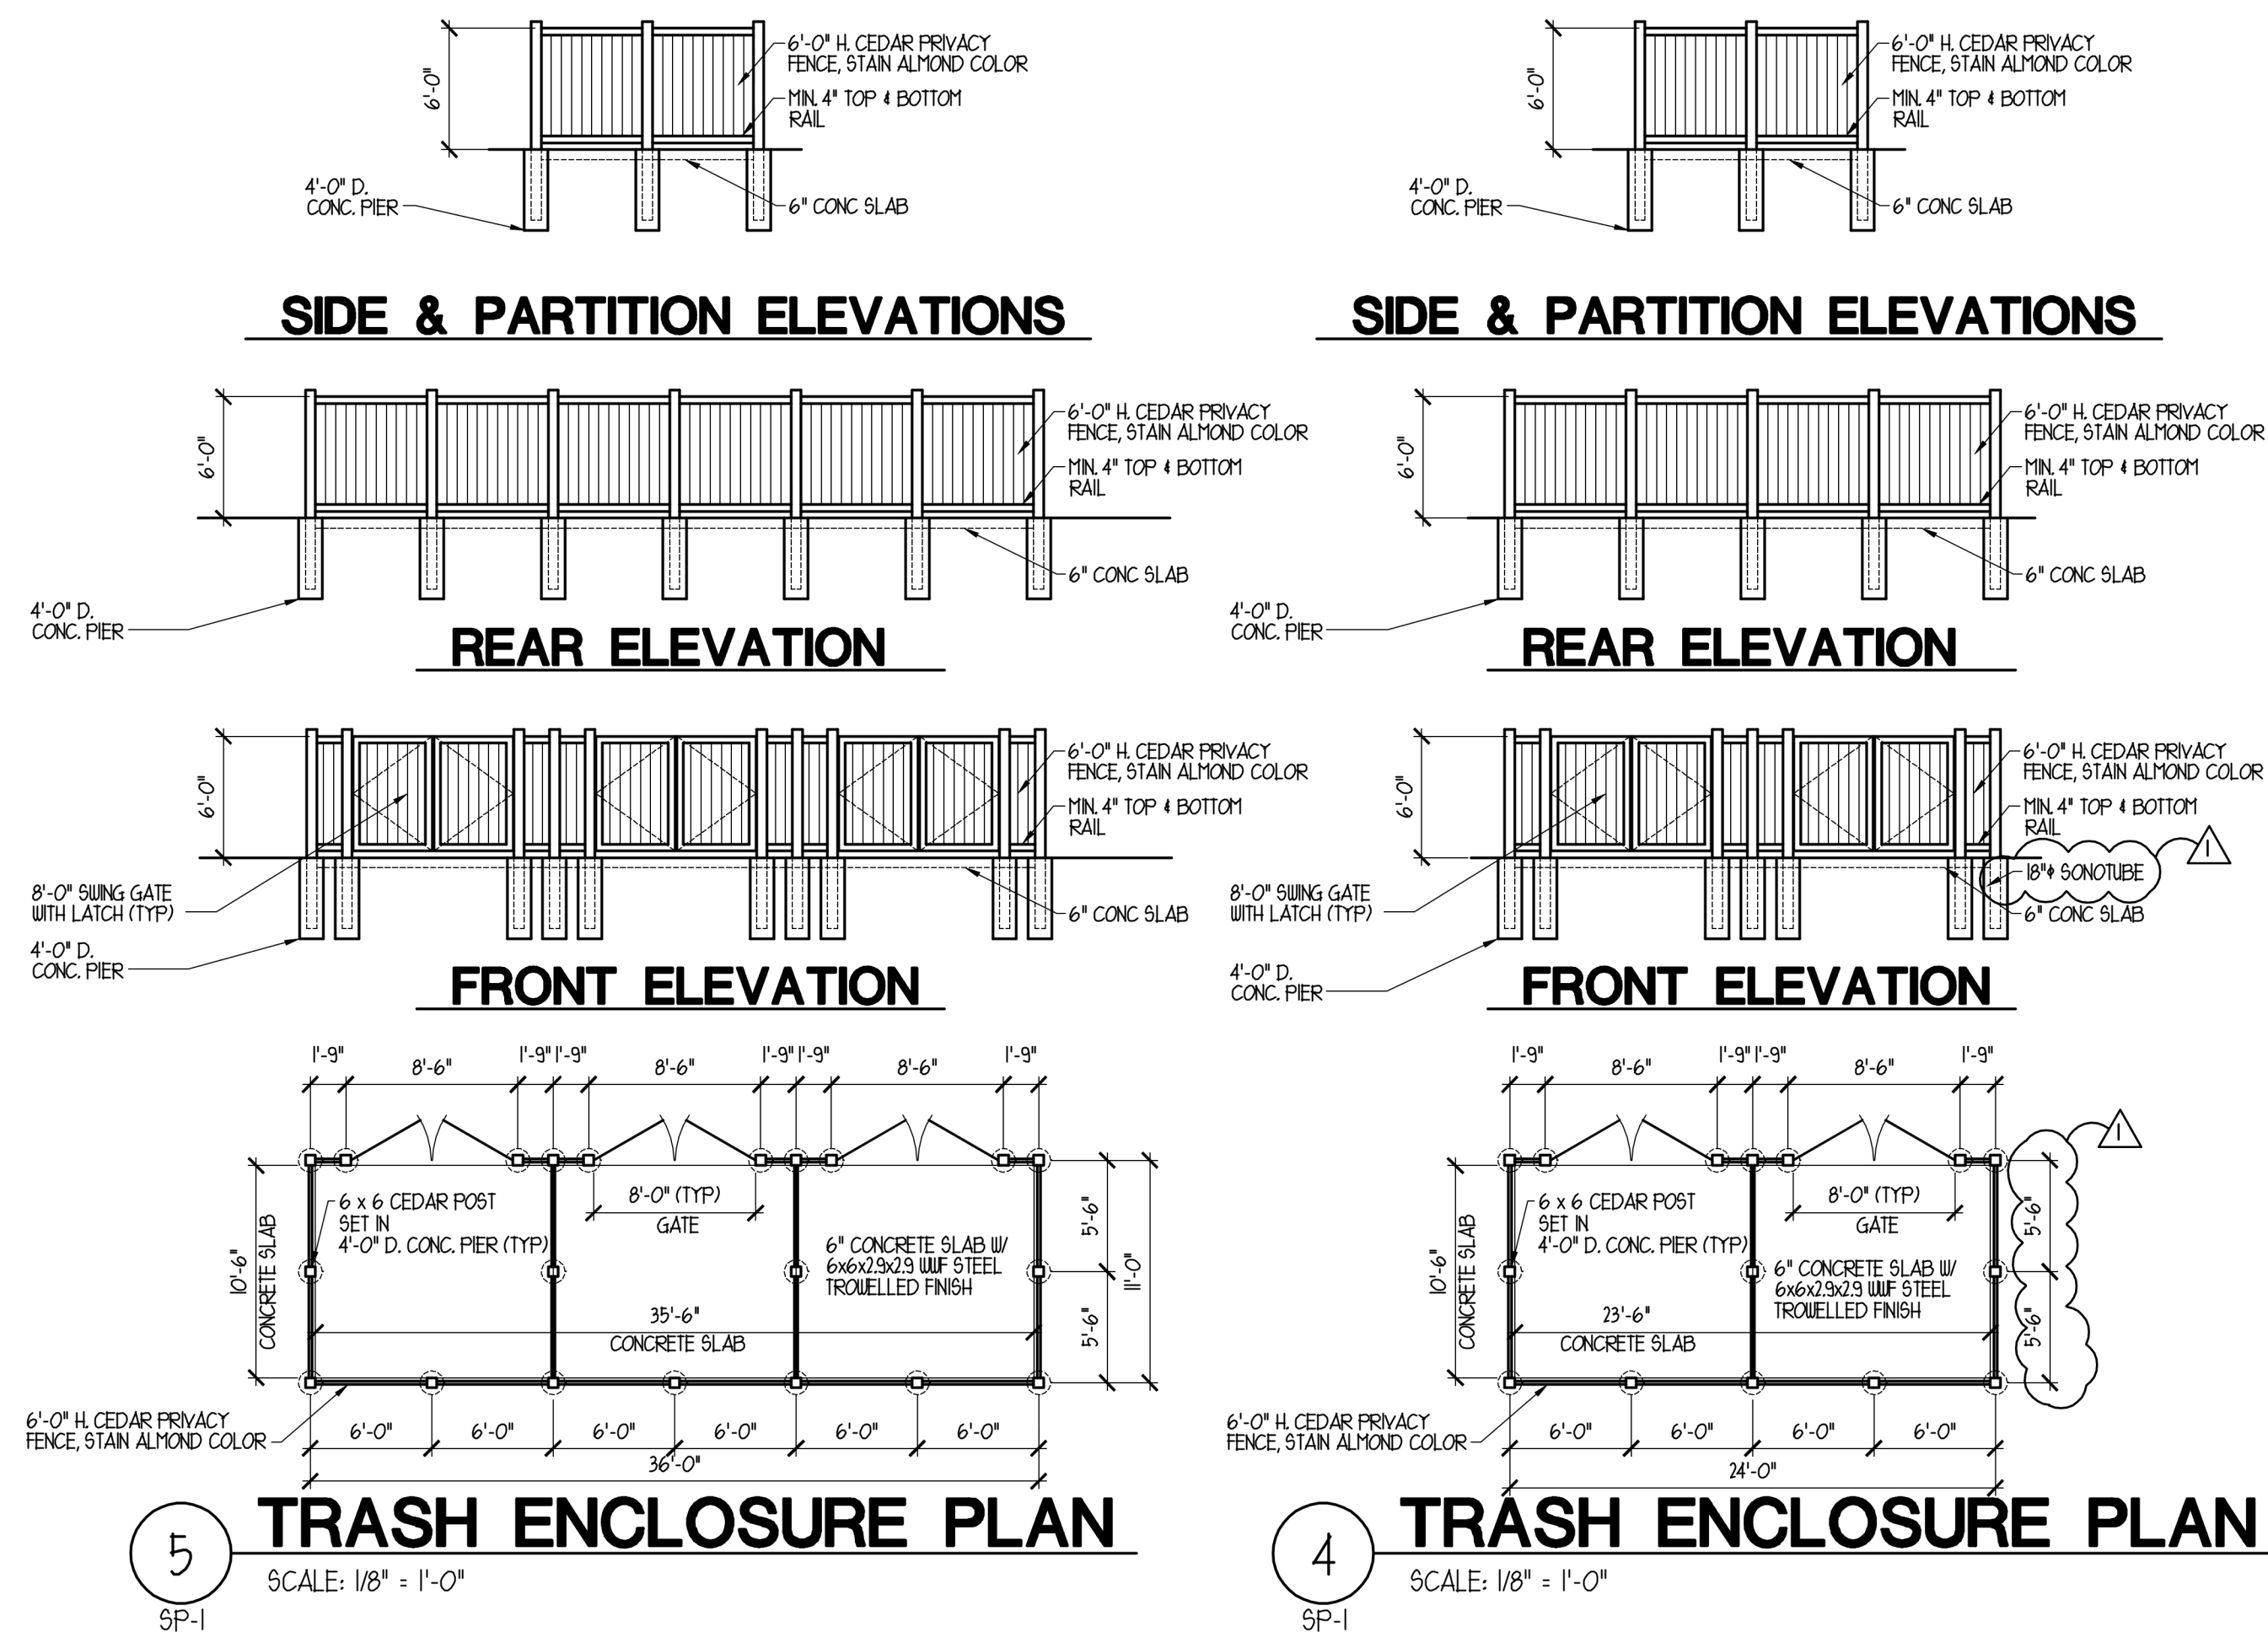 6'-0"
6'-0" H. CEDAR PRIVACY
FENCE, STAIN ALMOND COLOR
MIN. 4" TOP & BOTTOM
RAIL
4'-0" D.
CONC. PIER
6" CONC SLAB
SIDE & PARTITION ELEVATIONS
6'-0"
6'-0" H. CEDAR PRIVACY
FENCE, STAIN ALMOND COLOR
MIN. 4" TOP & BOTTOM
RAIL
6" CONC SLAB
4'-0" D.
CONC. PIER
REAR ELEVATION
6'-0"
6'-0" H. CEDAR PRIVACY
FENCE, STAIN ALMOND COLOR
MIN. 4" TOP & BOTTOM
RAIL
8'-0" SWING GATE
WITH LATCH (TYP)
6" CONC SLAB
4'-0" D.
CONC. PIER
FRONT ELEVATION
1'-9" 8'-6" 1'-9" 1'-9" 8'-6" 1'-9" 1'-9" 8'-6" 1'-9"
6 x 6 CEDAR POST
SET IN
4'-0" D. CONC. PIER (TYP)
8'-0" (TYP)
GATE
6" CONCRETE SLAB W/
6x6x2.9x2.9 WWF STEEL
TROWELLED FINISH
10'-6"
CONCRETE SLAB
35'-6"
CONCRETE SLAB
5'-6"
5'-6"
11'-0"
6'-0" H. CEDAR PRIVACY
FENCE, STAIN ALMOND COLOR
6'-0" 6'-0" 6'-0" 6'-0" 6'-0" 6'-0"
36'-0"
5
SP-1
TRASH ENCLOSURE PLAN
SCALE: 1/8" = 1'-0"
6'-0"
6'-0" H. CEDAR PRIVACY
FENCE, STAIN ALMOND COLOR
MIN. 4" TOP & BOTTOM
RAIL
4'-0" D.
CONC. PIER
6" CONC SLAB
SIDE & PARTITION ELEVATIONS
6'-0"
6'-0" H. CEDAR PRIVACY
FENCE, STAIN ALMOND COLOR
MIN. 4" TOP & BOTTOM
RAIL
6" CONC SLAB
4'-0" D.
CONC. PIER
REAR ELEVATION
6'-0"
6'-0" H. CEDAR PRIVACY
FENCE, STAIN ALMOND COLOR
MIN. 4" TOP & BOTTOM
RAIL
1
18"⌀ SONOTUBE
8'-0" SWING GATE
WITH LATCH (TYP)
6" CONC SLAB
4'-0" D.
CONC. PIER
FRONT ELEVATION
1'-9" 8'-6" 1'-9" 1'-9" 8'-6" 1'-9"
1
6 x 6 CEDAR POST
SET IN
4'-0" D. CONC. PIER (TYP)
8'-0" (TYP)
GATE
6" CONCRETE SLAB W/
6x6x2.9x2.9 WWF STEEL
TROWELLED FINISH
10'-6"
CONCRETE SLAB
23'-6"
CONCRETE SLAB
5'-6"
5'-6"
6'-0" H. CEDAR PRIVACY
FENCE, STAIN ALMOND COLOR
6'-0" 6'-0" 6'-0" 6'-0"
24'-0"
4
SP-1
TRASH ENCLOSURE PLAN
SCALE: 1/8" = 1'-0"